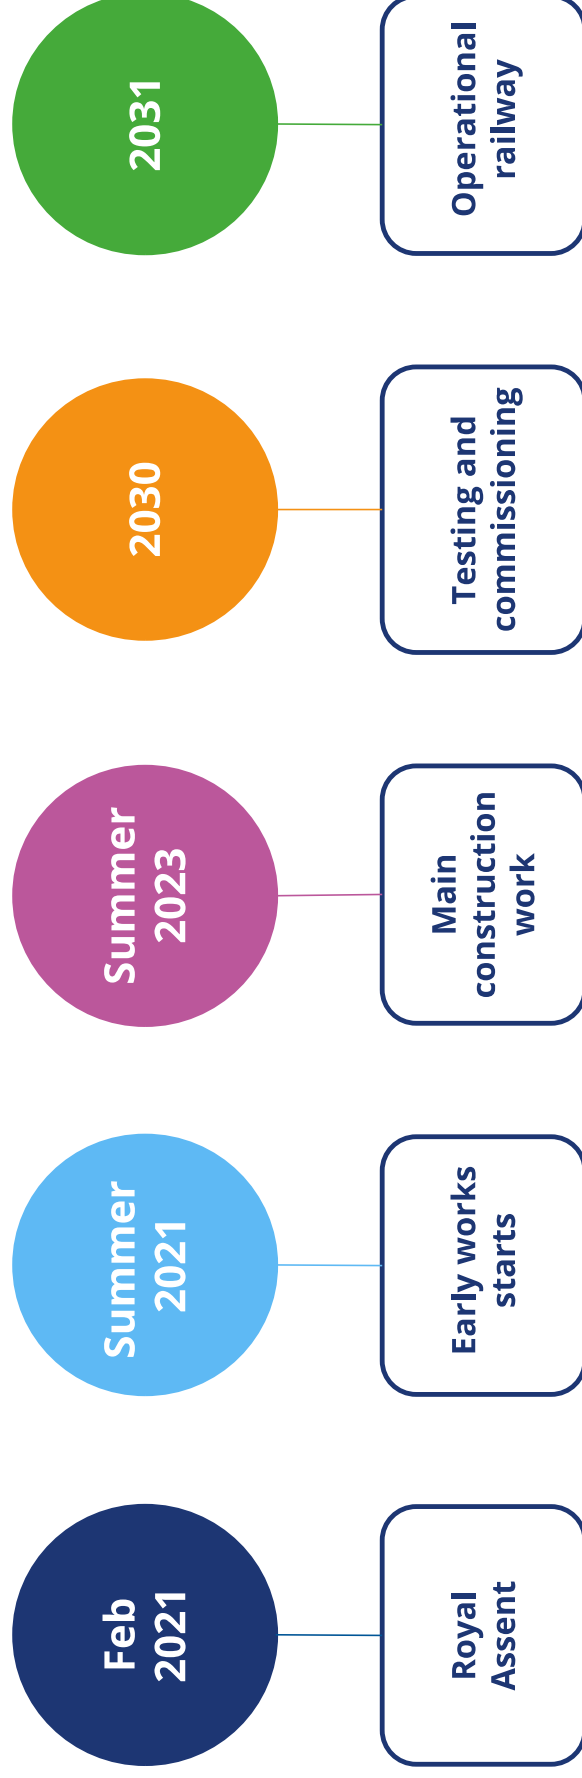 Feb
2021
Royal
Assent
Summer
2021
Early works
starts
Summer
2023
Main
construction
work
2030
Testing and
commissioning
2031
Operational
railway